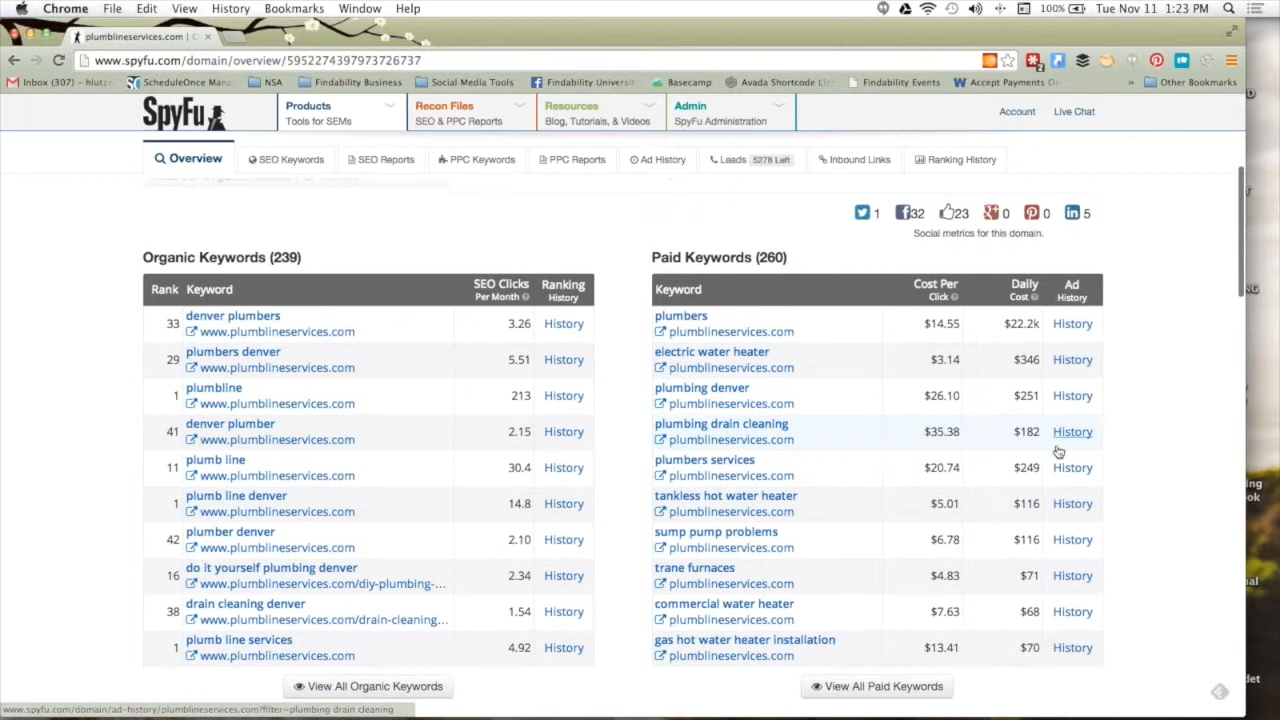 Chrome File Edit View History Bookmarks Window Help 100% Tue Nov 11 1:23 PM
plumblineservices.com |
www.spyfu.com/domain/overview/5952274397973726737
Inbox (307) – hlutze ScheduleOnce Mana NSA Findability Business Social Media Tools Findability Universi Basecamp Avada Shortcode Lis Findability Events Accept Payments On » Other Bookmarks
SpyFu Products Recon Files Resources Admin Account Live Chat
Tools for SEMs SEO & PPC Reports Blog, Tutorials, & Videos SpyFu Administration
Overview SEO Keywords SEO Reports PPC Keywords PPC Reports Ad History Leads 5278 Left Inbound Links Ranking History
1 32 23 0 0 5
Social metrics for this domain.
Organic Keywords (239)
Rank Keyword SEO Clicks Per Month Ranking History
33 denver plumbers 3.26 History
www.plumblineservices.com
29 plumbers denver 5.51 History
www.plumblineservices.com
1 plumbline 213 History
www.plumblineservices.com
41 denver plumber 2.15 History
www.plumblineservices.com
11 plumb line 30.4 History
www.plumblineservices.com
1 plumb line denver 14.8 History
www.plumblineservices.com
42 plumber denver 2.10 History
www.plumblineservices.com
16 do it yourself plumbing denver 2.34 History
www.plumblineservices.com/diy-plumbing-...
38 drain cleaning denver 1.54 History
www.plumblineservices.com/drain-cleaning...
1 plumb line services 4.92 History
www.plumblineservices.com
View All Organic Keywords
Paid Keywords (260)
Keyword Cost Per Click Daily Cost Ad History
plumbers $14.55 $22.2k History
plumblineservices.com
electric water heater $3.14 $346 History
plumblineservices.com
plumbing denver $26.10 $251 History
plumblineservices.com
plumbing drain cleaning $35.38 $182 History
plumblineservices.com
plumbers services $20.74 $249 History
plumblineservices.com
tankless hot water heater $5.01 $116 History
plumblineservices.com
sump pump problems $6.78 $116 History
plumblineservices.com
trane furnaces $4.83 $71 History
plumblineservices.com
commercial water heater $7.63 $68 History
plumblineservices.com
gas hot water heater installation $13.41 $70 History
plumblineservices.com
View All Paid Keywords
www.spyfu.com/domain/ad-history/plumblineservices.com?filter=plumbing drain cleaning